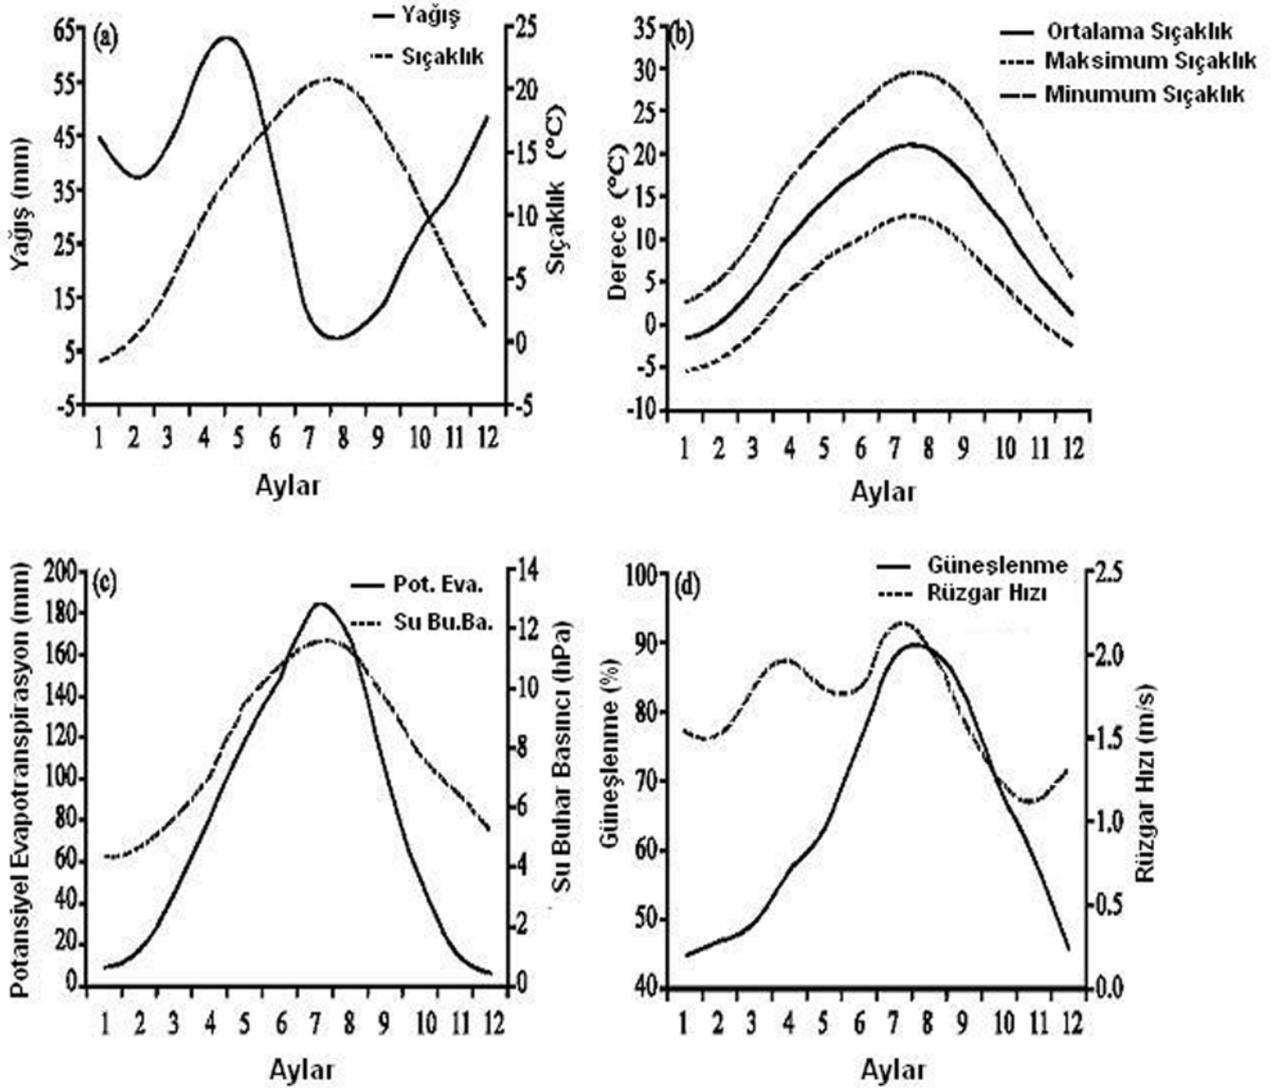 (a)
Yağış
Sıçaklık
65
55
45
35
25
15
5
-5
Yağış (mm)
25
20
15
10
5
0
-5
Sıçaklık (°C)
1 2 3 4 5 6 7 8 9 10 11 12
Aylar
(b)
Ortalama Sıçaklık
Maksimum Sıçaklık
Minumum Sıçaklık
35
30
25
20
15
10
5
0
-5
-10
Derece (°C)
1 2 3 4 5 6 7 8 9 10 11 12
Aylar
(c)
Pot. Eva.
Su Bu.Ba.
200
180
160
140
120
100
80
60
40
20
0
Potansiyel Evapotranspirasyon (mm)
14
12
10
8
6
4
2
0
Su Buhar Basıncı (hPa)
1 2 3 4 5 6 7 8 9 10 11 12
Aylar
(d)
Güneşlenme
Rüzgar Hızı
100
90
80
70
60
50
40
Güneşlenme (%)
2.5
2.0
1.5
1.0
0.5
0.0
Rüzgar Hızı (m/s)
1 2 3 4 5 6 7 8 9 10 11 12
Aylar